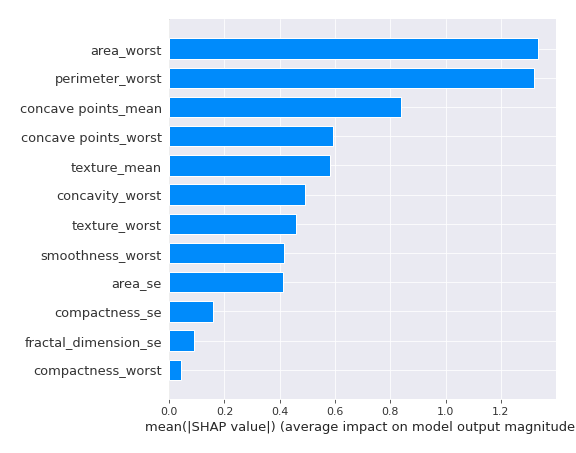 area_worst
perimeter_worst
concave points_mean
concave points_worst
texture_mean
concavity_worst
texture_worst
smoothness_worst
area_se
compactness_se
fractal_dimension_se
compactness_worst
0.0 0.2 0.4 0.6 0.8 1.0 1.2
mean(|SHAP value|) (average impact on model output magnitude